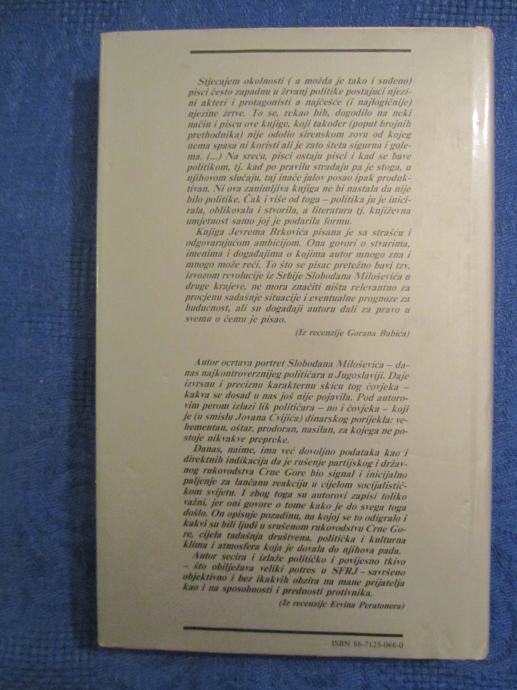 Stjecajem okolnosti ( a možda je tako i suđeno)
pisci često zapadnu u žrvanj politike postajući njezi-
ni akteri i protagonisti a najčešće (i najlogičnije)
njezine žrtve. To se, rekao bih, dogodilo na neki
način i piscu ove knjige, koji također (poput brojnih
prethodnika) nije odolio sirenskom zovu od kojeg
nema spasa ni koristi ali je zato šteta sigurna i gole-
ma. (...) Na sreću, pisci ostaju pisci i kad se bave
politikom, tj. kad po pravilu stradaju pa je stoga, u
njihovom slučaju, taj inače jalov posao ipak produk-
tivan. Ni ova zanimljiva knjiga ne bi nastala da nije
bilo politike. Čak i više od toga – politika ju je inici-
rala, oblikovala i stvorila, a literatura tj. književna
umjetnost samo joj je podarila formu.
Knjiga Jevrema Brkovića pisana je sa strašću i
odgovarajućom ambicijom. Ona govori o stvarima,
imenima i događajima o kojima autor mnogo zna i
mnogo može reći. To što se pisac pretežno bavi tzv.
izvozom revolucije iz Srbije Slobodana Miloševića u
druge krajeve, ne mora značiti ništa relevantno za
procjenu sadašnje situacije i eventualne prognoze za
budućnost, ali su događaji autoru dali za pravo u
svemu o čemu je pisao.
(Iz recenzije Gorana Babića)
Autor ocrtava portret Slobodana Miloševića – da-
nas najkontroverznijeg političara u Jugoslaviji. Daje
izvrsnu i preciznu karakternu skicu tog čovjeka –
kakva se dosad u nas još nije pojavila. Pod autoro-
vim perom izlazi lik političara – no i čovjeka – koji
je (u smislu Jovana Cvijića) dinarskog porijekla: ve-
hementan, oštar, prodoran, nasilan, za kojega ne po-
stoje nikvakve prepreke.
Danas, naime, ima već dovoljno podataka kao i
direktnih indikacija da je rušenje partijskog i držav-
nog rukovodstva Crne Gore bio signal i inicijalno
paljenje za lančanu reakciju u cijelom socijalistič-
kom svijetu. I zbog toga su autorovi zapisi toliko
važni, jer oni govore o tome kako je do svega toga
došlo. On opisuje pozadinu, na kojoj se to odigralo i
kakvi su bili ljudi u srušenom rukovodstvu Crne Go-
re, cijela tadašnja društvena, politička i kulturna
klima i atmosfera koja je dovala do njihova pada.
Autor secira i izlaže političko i povijesno tkivo
– što obilježava veliki potres u SFRJ – savršeno
objektivno i bez ikakvih obzira na mane prijatelja
kao i na sposobnosti i prednosti protivnika.
(Iz recenzije Ervina Peratonera)
ISBN 86-7125-066-0